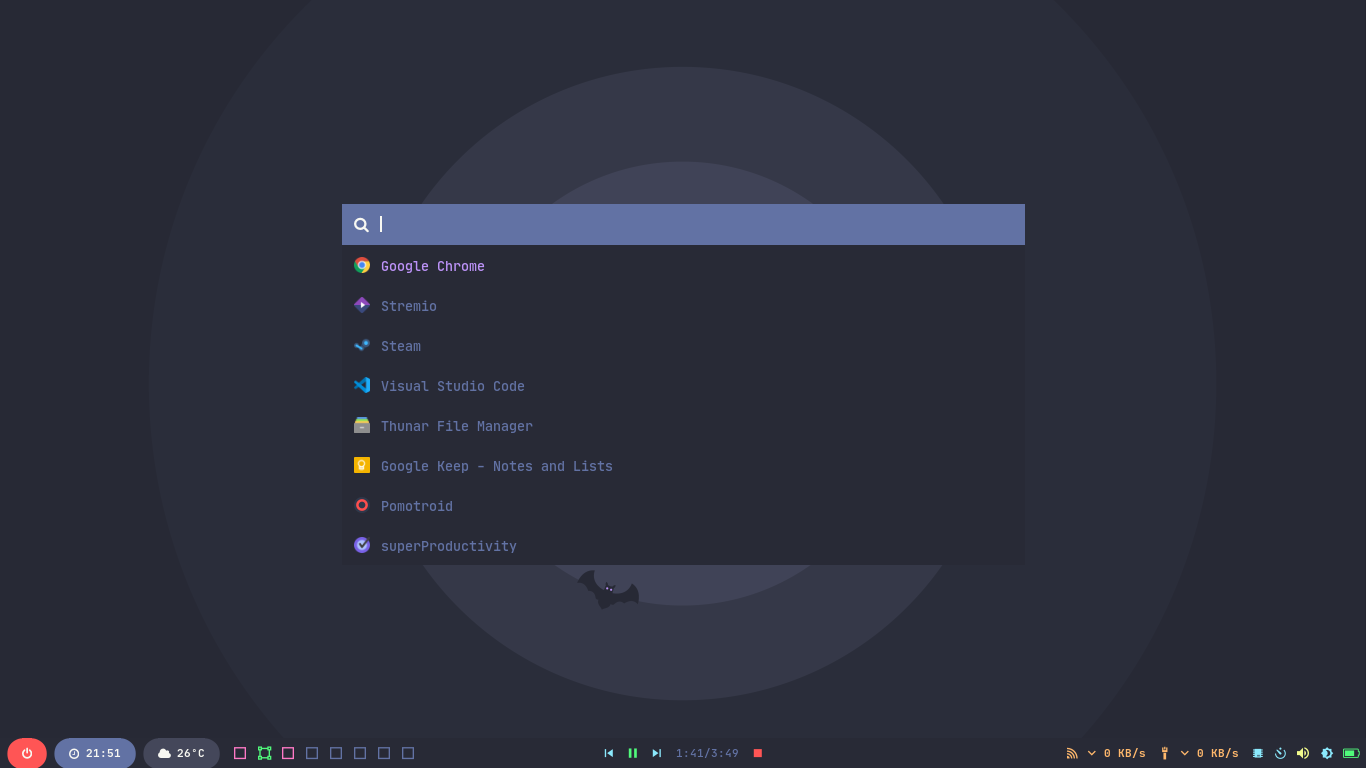 Google Chrome
Stremio
Steam
Visual Studio Code
Thunar File Manager
Google Keep - Notes and Lists
Pomotroid
superProductivity
21:51 26°C 1:41/3:49 0 KB/s 0 KB/s